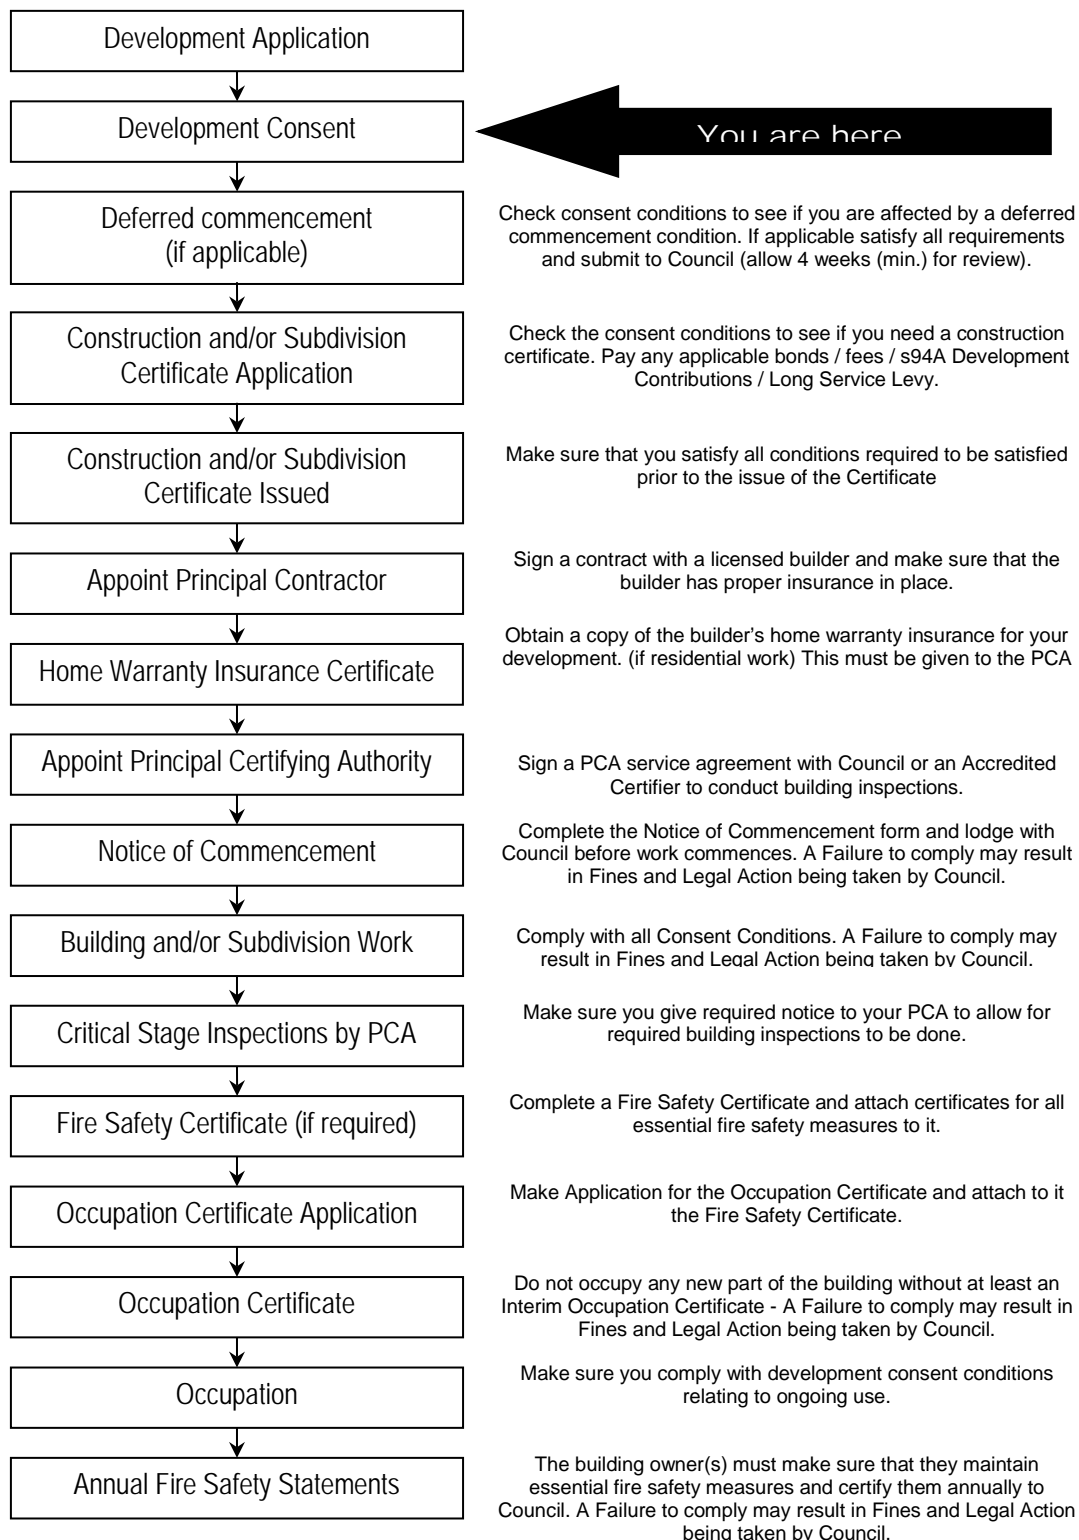 Development Application
Development Consent
You are here
Deferred commencement
(if applicable)
Check consent conditions to see if you are affected by a deferred
commencement condition. If applicable satisfy all requirements
and submit to Council (allow 4 weeks (min.) for review).
Construction and/or Subdivision
Certificate Application
Check the consent conditions to see if you need a construction
certificate. Pay any applicable bonds / fees / s94A Development
Contributions / Long Service Levy.
Construction and/or Subdivision
Certificate Issued
Make sure that you satisfy all conditions required to be satisfied
prior to the issue of the Certificate
Appoint Principal Contractor
Sign a contract with a licensed builder and make sure that the
builder has proper insurance in place.
Home Warranty Insurance Certificate
Obtain a copy of the builder’s home warranty insurance for your
development. (if residential work) This must be given to the PCA
Appoint Principal Certifying Authority
Sign a PCA service agreement with Council or an Accredited
Certifier to conduct building inspections.
Notice of Commencement
Complete the Notice of Commencement form and lodge with
Council before work commences. A Failure to comply may result
in Fines and Legal Action being taken by Council.
Building and/or Subdivision Work
Comply with all Consent Conditions. A Failure to comply may
result in Fines and Legal Action being taken by Council.
Critical Stage Inspections by PCA
Make sure you give required notice to your PCA to allow for
required building inspections to be done.
Fire Safety Certificate (if required)
Complete a Fire Safety Certificate and attach certificates for all
essential fire safety measures to it.
Occupation Certificate Application
Make Application for the Occupation Certificate and attach to it
the Fire Safety Certificate.
Occupation Certificate
Do not occupy any new part of the building without at least an
Interim Occupation Certificate - A Failure to comply may result in
Fines and Legal Action being taken by Council.
Occupation
Make sure you comply with development consent conditions
relating to ongoing use.
Annual Fire Safety Statements
The building owner(s) must make sure that they maintain
essential fire safety measures and certify them annually to
Council. A Failure to comply may result in Fines and Legal Action
being taken by Council.